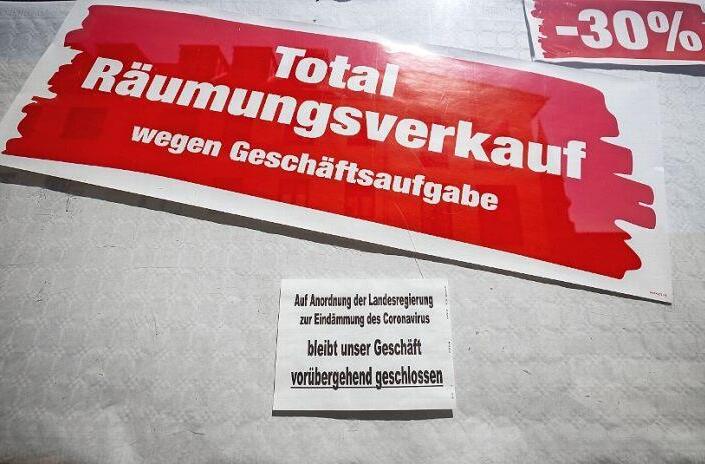 -30%
Total
Räumungsverkauf
wegen Geschäftsaufgabe
Auf Anordnung der Landesregierung
zur Eindämmung des Coronavirus
bleibt unser Geschäft
vorübergehend geschlossen